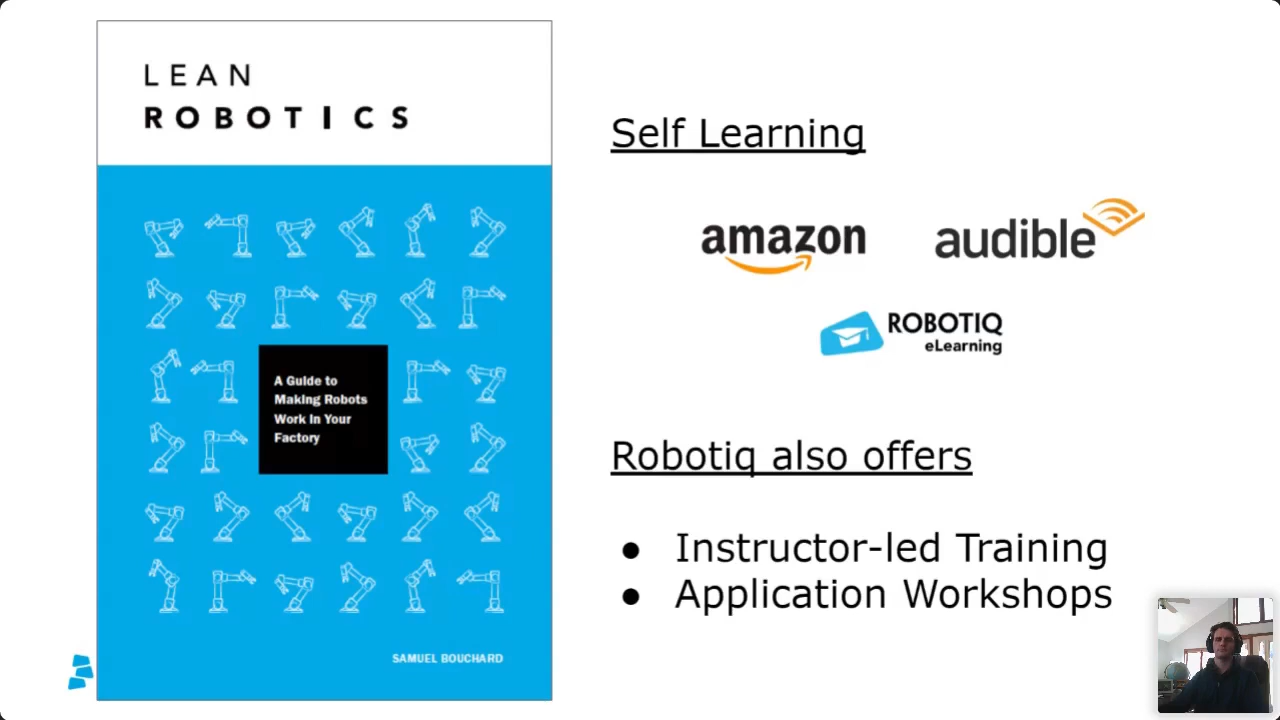 LEAN
ROBOTICS
A Guide to
Making Robots
Work In Your
Factory
SAMUEL BOUCHARD
Self Learning
amazon
audible
ROBOTIQ
eLearning
Robotiq also offers
● Instructor-led Training
● Application Workshops